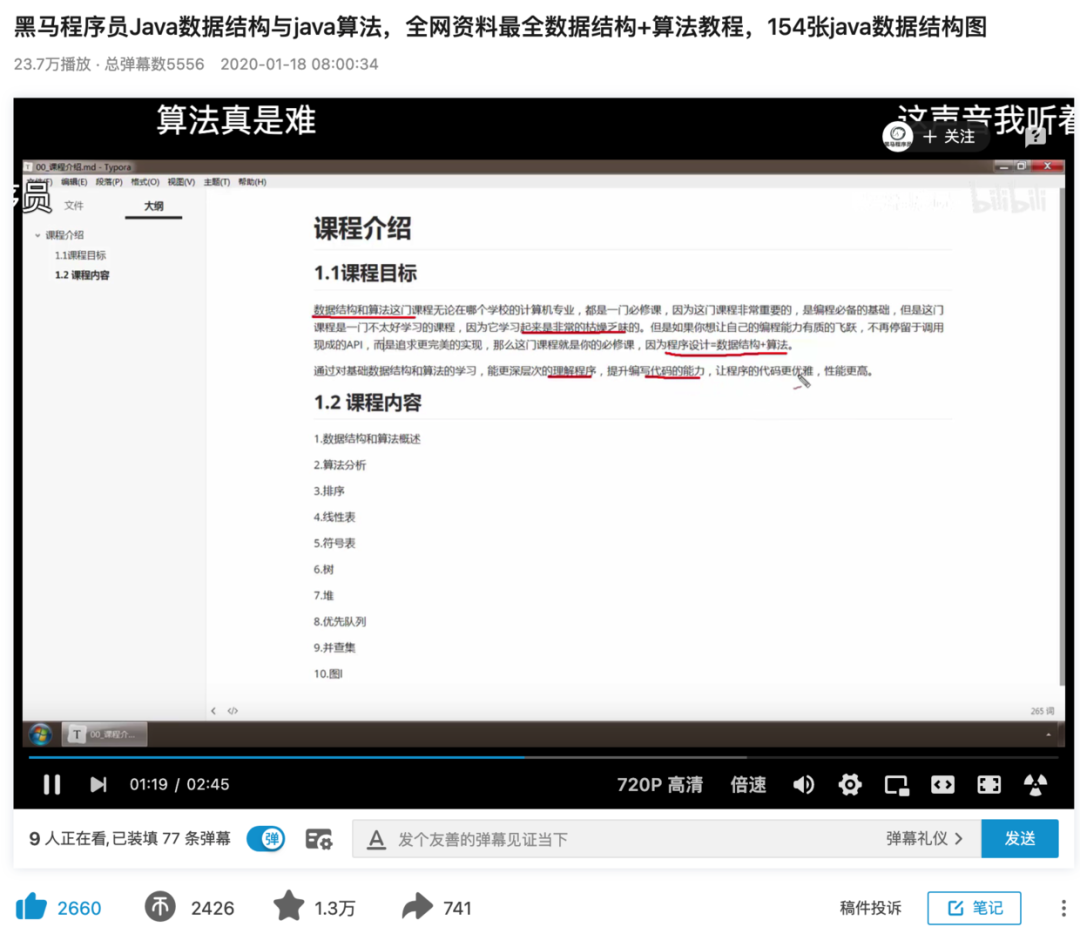 黑马程序员Java数据结构与java算法，全网资料最全数据结构+算法教程，154张java数据结构图
23.7万播放 · 总弹幕数5556 2020-01-18 08:00:34
算法真是难
这声音我听着
+ 关注
00_课程介绍.md - Typora
文件(F) 编辑(E) 段落(P) 格式(O) 视图(V) 主题(T) 帮助(H)
序员
文件 大纲
bilibili
课程介绍
1.1课程目标
1.2 课程内容
课程介绍
1.1课程目标
数据结构和算法这门课程无论在哪个学校的计算机专业，都是一门必修课，因为这门课程非常重要的，是编程必备的基础，但是这门
课程是一门不太好学习的课程，因为它学习起来是非常的枯燥乏味的。但是如果你想让自己的编程能力有质的飞跃，不再停留于调用
现成的API，而是追求更完美的实现，那么这门课程就是你的必修课，因为程序设计=数据结构+算法。
通过对基础数据结构和算法的学习，能更深层次的理解程序，提升编写代码的能力，让程序的代码更优雅，性能更高。
1.2 课程内容
1.数据结构和算法概述
2.算法分析
3.排序
4.线性表
5.符号表
6.树
7.堆
8.优先队列
9.并查集
10.图
265 词
T 00_课程介...
01:19 / 02:45
720P 高清 倍速
9 人正在看,已装填 77 条弹幕 弹 A 发个友善的弹幕见证当下 弹幕礼仪 > 发送
2660 2426 1.3万 741 稿件投诉 笔记